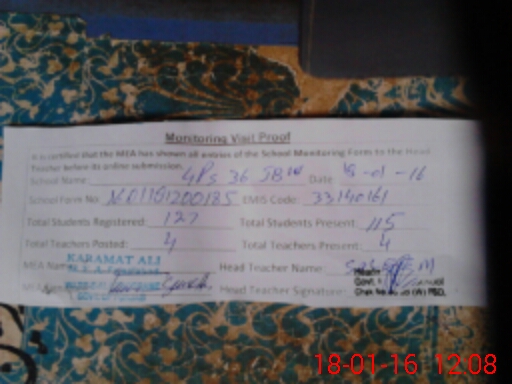 Monitoring Visit Proof
It is certified that the MEA has shown all entries of the School Monitoring Form to the Head
Teacher before its online submission.
School Name: GPS 36 JB W Date 18-01-16
School Form No: EMIS Code: 33140161
Total Students Registered: 127 Total Students Present: 115
Total Teachers Posted: 4 Total Teachers Present: 4
MEA Name: KARAMAT ALI Head Teacher Name:
Head Teacher Signature:
18-01-16 12:08